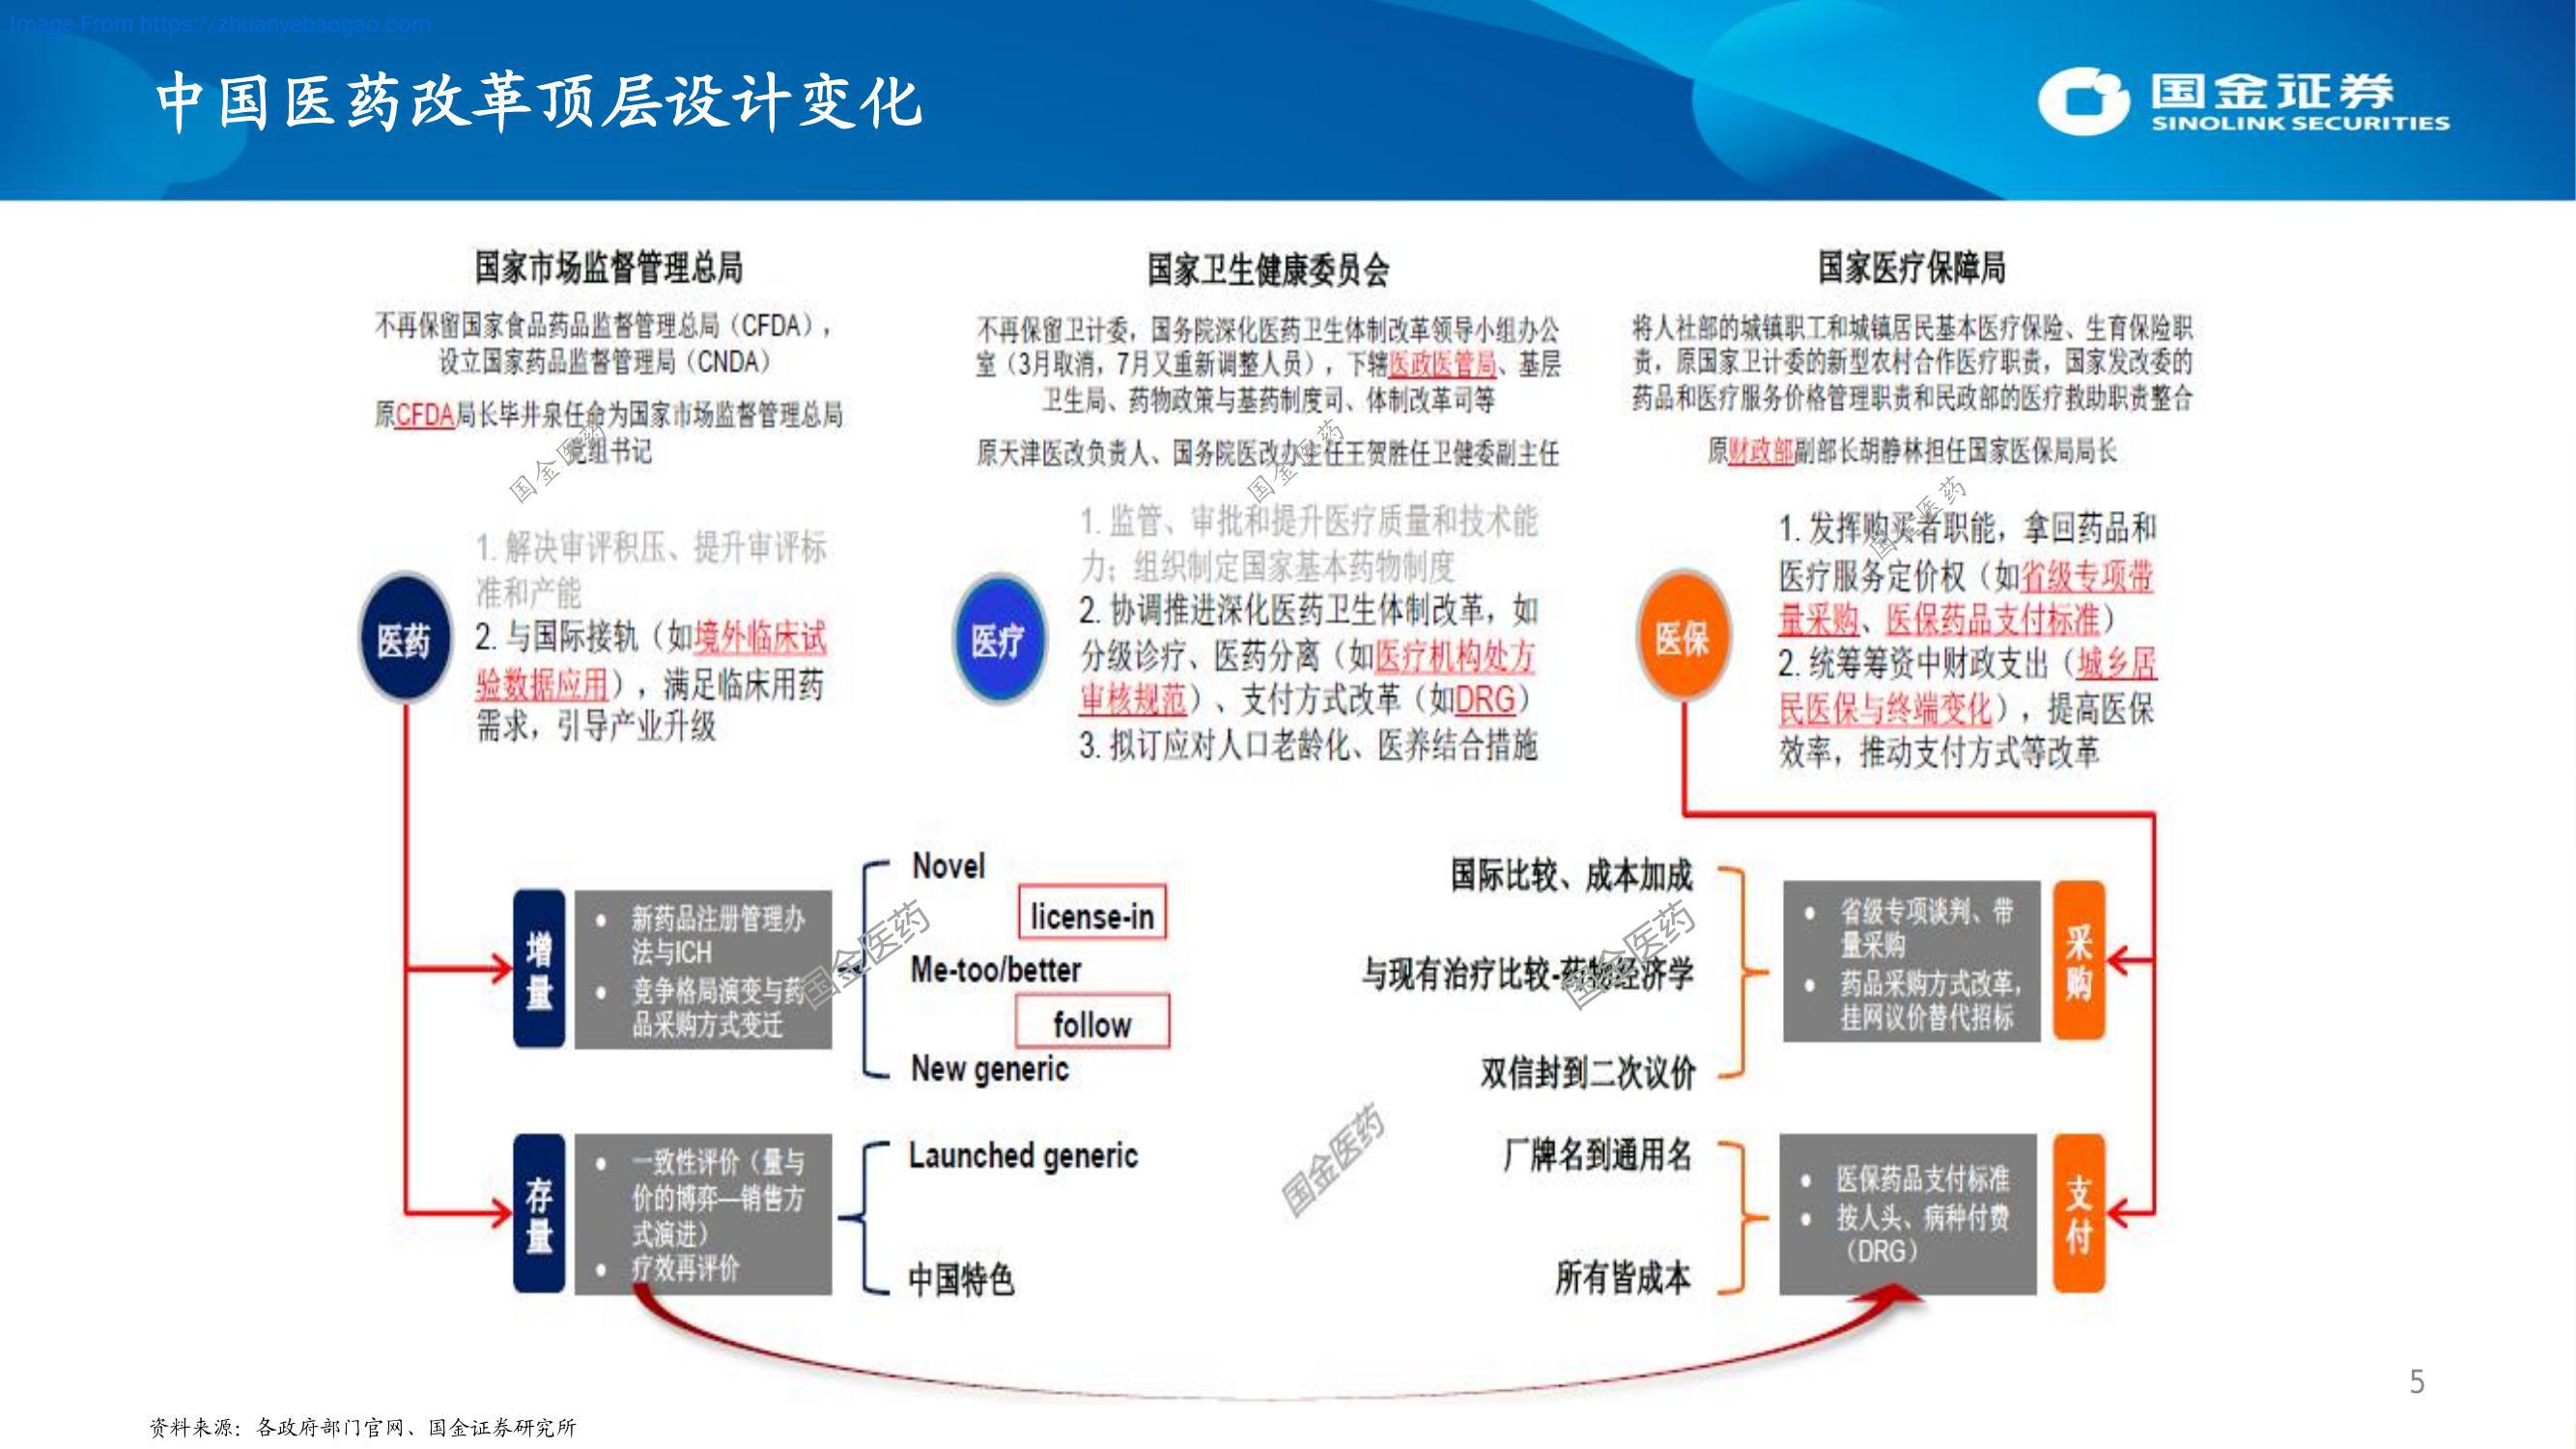 Image From https://zhuanyebaogao.com
中国医药改革顶层设计变化
国金证券
SINOLINK SECURITIES
国家市场监督管理总局
不再保留国家食品药品监督管理总局（CFDA），
设立国家药品监督管理局（CNDA）
原CFDA局长毕井泉任命为国家市场监督管理总局
党组书记
国家卫生健康委员会
不再保留卫计委，国务院深化医药卫生体制改革领导小组办公
室（3月取消，7月又重新调整人员），下辖医政医管局、基层
卫生局、药物政策与基药制度司、体制改革司等
原天津医改负责人、国务院医改办主任王贺胜任卫健委副主任
国家医疗保障局
将人社部的城镇职工和城镇居民基本医疗保险、生育保险职
责，原国家卫计委的新型农村合作医疗职责，国家发改委的
药品和医疗服务价格管理职责和民政部的医疗救助职责整合
原财政部副部长胡静林担任国家医保局局长
医药
1. 解决审评积压、提升审评标
准和产能
2. 与国际接轨（如境外临床试
验数据应用），满足临床用药
需求，引导产业升级
医疗
1. 监管、审批和提升医疗质量和技术能
力；组织制定国家基本药物制度
2. 协调推进深化医药卫生体制改革，如
分级诊疗、医药分离（如医疗机构处方
审核规范）、支付方式改革（如DRG）
3. 拟订应对人口老龄化、医养结合措施
医保
1. 发挥购买者职能，拿回药品和
医疗服务定价权（如省级专项带
量采购、医保药品支付标准）
2. 统筹筹资中财政支出（城乡居
民医保与终端变化），提高医保
效率，推动支付方式等改革
增量
• 新药品注册管理办
法与ICH
• 竞争格局演变与药
品采购方式变迁
Novel
license-in
Me-too/better
follow
New generic
国际比较、成本加成
与现有治疗比较-药物经济学
双信封到二次议价
• 省级专项谈判、带
量采购
• 药品采购方式改革，
挂网议价替代招标
采购
存量
• 一致性评价（量与
价的博弈—销售方
式演进）
• 疗效再评价
Launched generic
中国特色
厂牌名到通用名
所有皆成本
• 医保药品支付标准
• 按人头、病种付费
（DRG）
支付
国金医药
国金医药
国金医药
国金医药
国金医药
国金医药
5
资料来源：各政府部门官网、国金证券研究所